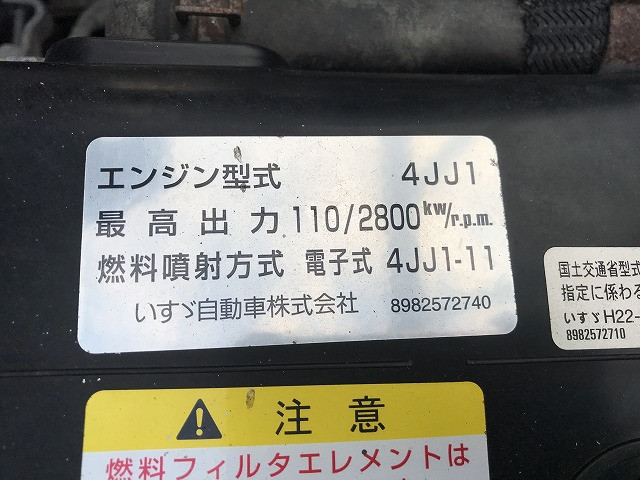 エンジン型式 4JJ1
最高出力 110/2800kW/r.p.m.
燃料噴射方式 電子式 4JJ1-11
いすゞ自動車株式会社 8982572740
国土交通省型式
指定に係わる
いすゞH22-
8982572710
注意
燃料フィルタエレメントは